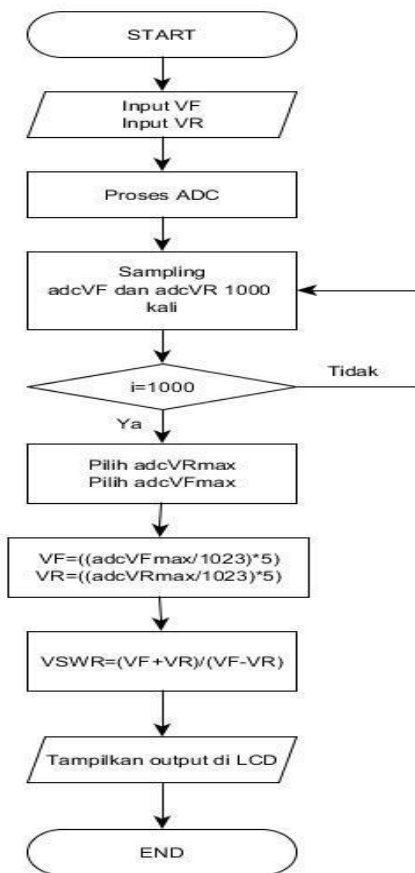 START
Input VF
Input VR
Proses ADC
Sampling
adcVF dan adcVR 1000
kali
i=1000
Tidak
Ya
Pilih adcVRmax
Pilih adcVFmax
VF=((adcVFmax/1023)*5)
VR=((adcVRmax/1023)*5)
VSWR=(VF+VR)/(VF-VR)
Tampilkan output di LCD
END